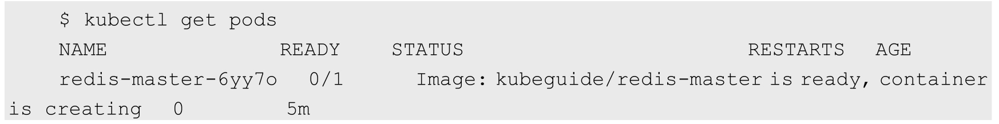 $ kubectl get pods
NAME READY STATUS RESTARTS AGE
redis-master-6yy7o 0/1 Image: kubeguide/redis-master is ready, container
is creating 0 5m